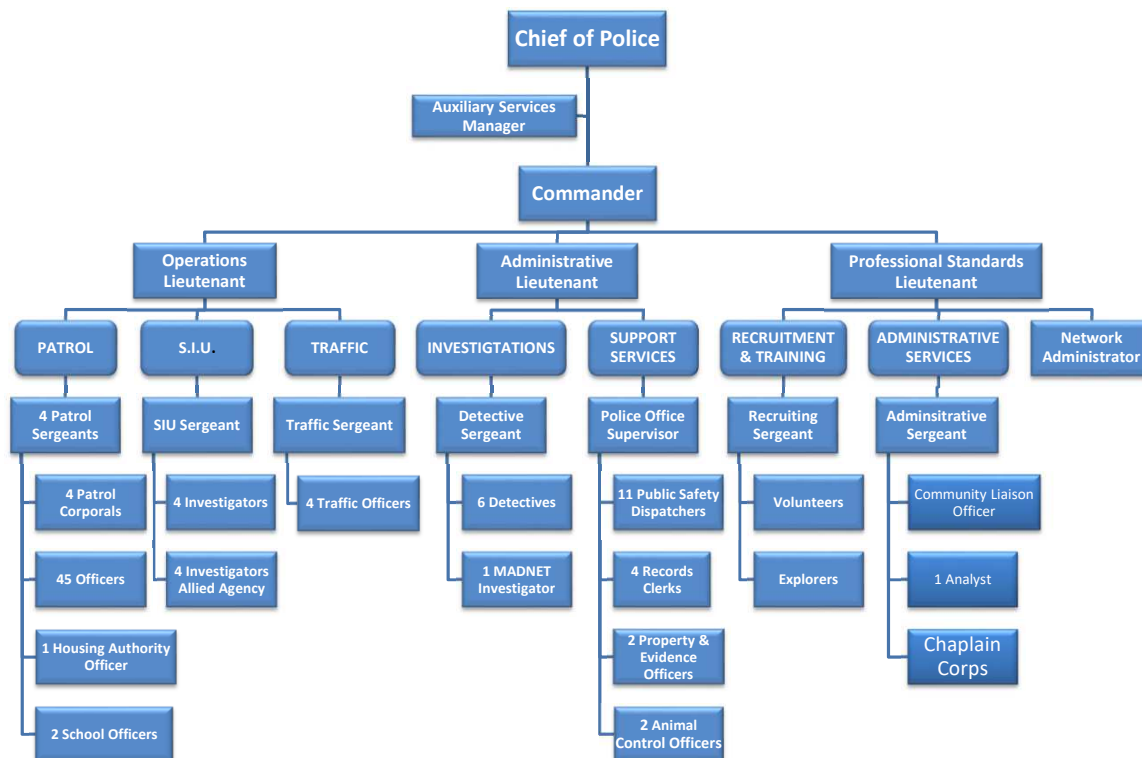 Chief of Police
Auxiliary Services
Manager
Commander
Operations
Lieutenant
Administrative
Lieutenant
Professional Standards
Lieutenant
PATROL
S.I.U.
TRAFFIC
INVESTIGTATIONS
SUPPORT
SERVICES
RECRUITMENT
& TRAINING
ADMINISTRATIVE
SERVICES
Network
Administrator
4 Patrol
Sergeants
SIU Sergeant
Traffic Sergeant
Detective
Sergeant
Police Office
Supervisor
Recruiting
Sergeant
Adminsitrative
Sergeant
4 Patrol
Corporals
4 Investigators
4 Traffic Officers
6 Detectives
11 Public Safety
Dispatchers
Volunteers
Community Liaison
Officer
45 Officers
4 Investigators
Allied Agency
1 MADNET
Investigator
4 Records
Clerks
Explorers
1 Analyst
1 Housing Authority
Officer
2 Property &
Evidence
Officers
Chaplain
Corps
2 School Officers
2 Animal
Control Officers